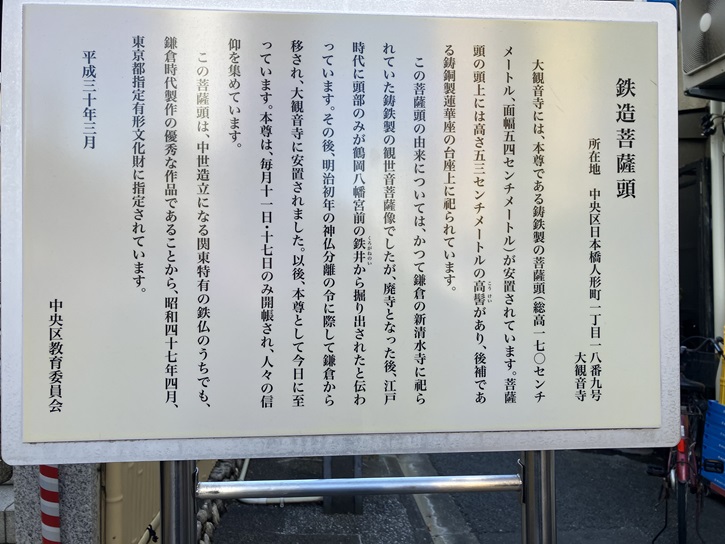 鉄造菩薩頭
所在地　中央区日本橋人形町一丁目一八番九号
大観音寺
大観音寺には、本尊である鋳鉄製の菩薩頭（総高一七〇センチ
メートル、面幅五四センチメートル）が安置されています。菩薩
頭の頭上には高さ五三センチメートルの高髻があり、後補であ
こうけい
る鋳銅製蓮華座の台座上に祀られています。
この菩薩頭の由来については、かつて鎌倉の新清水寺に祀ら
れていた鋳鉄製の観世音菩薩像でしたが、廃寺となった後、江戸
時代に頭部のみが鶴岡八幡宮前の鉄井から掘り出されたと伝わ
くろがねのい
っています。その後、明治初年の神仏分離の令に際して鎌倉から
移され、大観音寺に安置されました。以後、本尊として今日に至
っています。本尊は、毎月十一日・十七日のみ開帳され、人々の信
仰を集めています。
この菩薩頭は、中世造立になる関東特有の鉄仏のうちでも、
鎌倉時代製作の優秀な作品であることから、昭和四十七年四月、
東京都指定有形文化財に指定されています。
平成三十年三月
中央区教育委員会